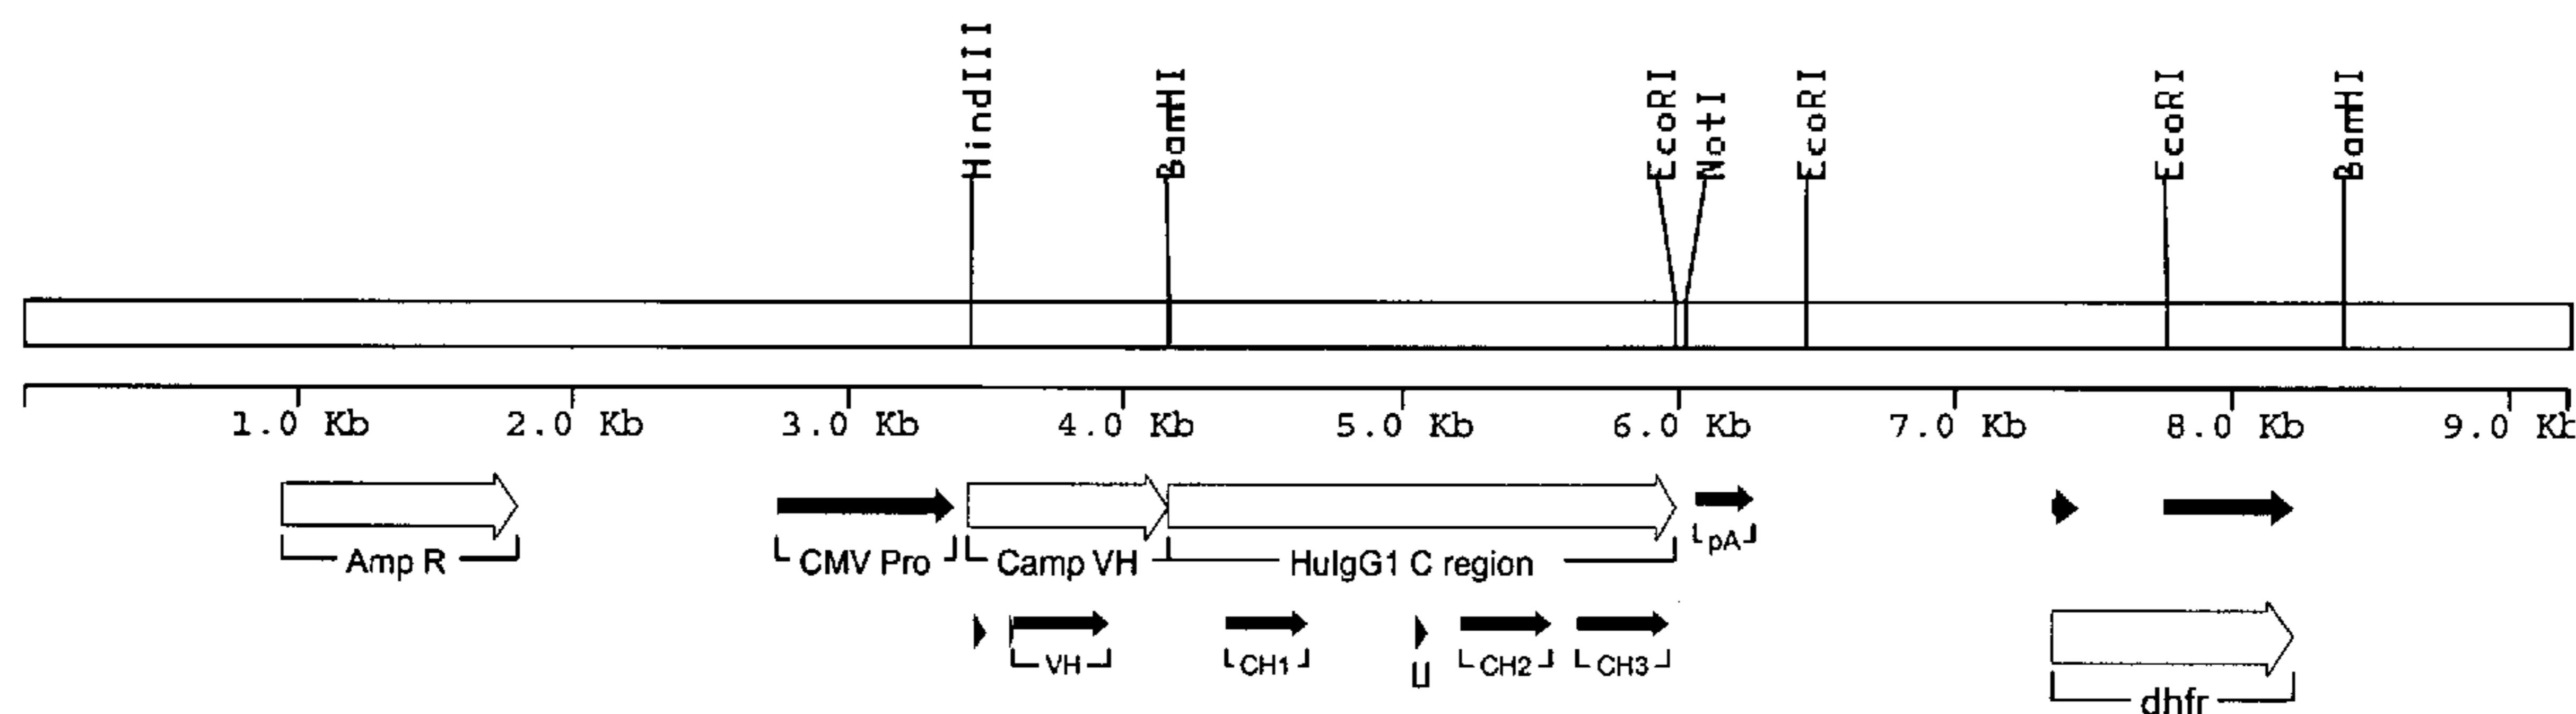 HindIII
BamHI
EcoRI
NotI
EcoRI
EcoRI
BamHI
1.0 Kb 2.0 Kb 3.0 Kb 4.0 Kb 5.0 Kb 6.0 Kb 7.0 Kb 8.0 Kb 9.0 Kb
Amp R CMV Pro Camp VH HuIgG1 C region pA
VH CH1 CH2 CH3
dhfr